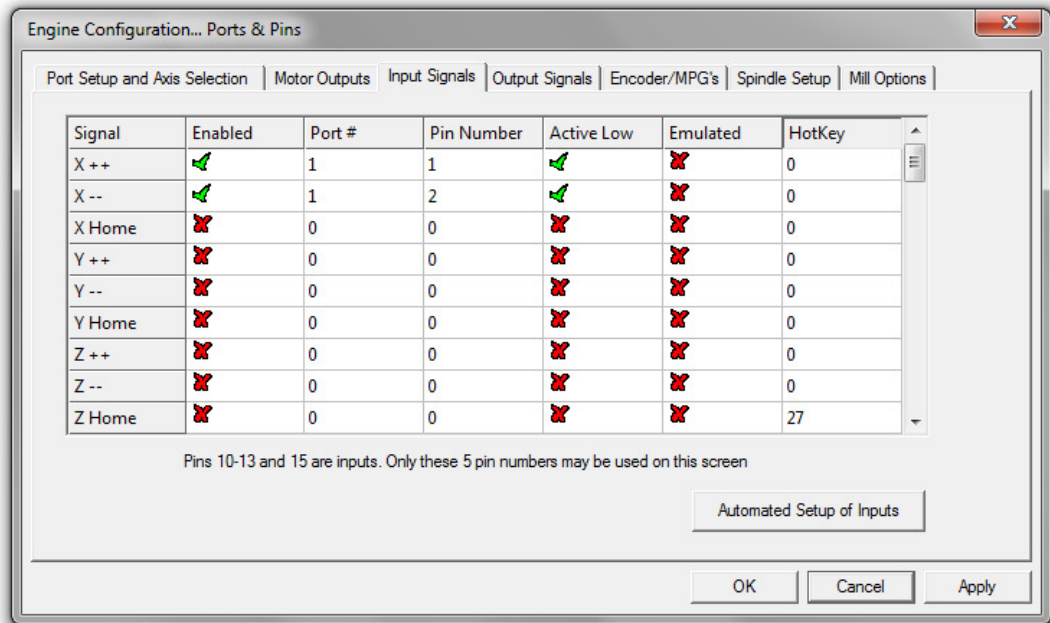 Engine Configuration... Ports & Pins
Port Setup and Axis Selection Motor Outputs Input Signals Output Signals Encoder/MPG's Spindle Setup Mill Options
Signal Enabled Port # Pin Number Active Low Emulated HotKey
X ++ 1 1 0
X -- 1 2 0
X Home 0 0 0
Y ++ 0 0 0
Y -- 0 0 0
Y Home 0 0 0
Z ++ 0 0 0
Z -- 0 0 0
Z Home 0 0 27
Pins 10-13 and 15 are inputs. Only these 5 pin numbers may be used on this screen
Automated Setup of Inputs
OK Cancel Apply